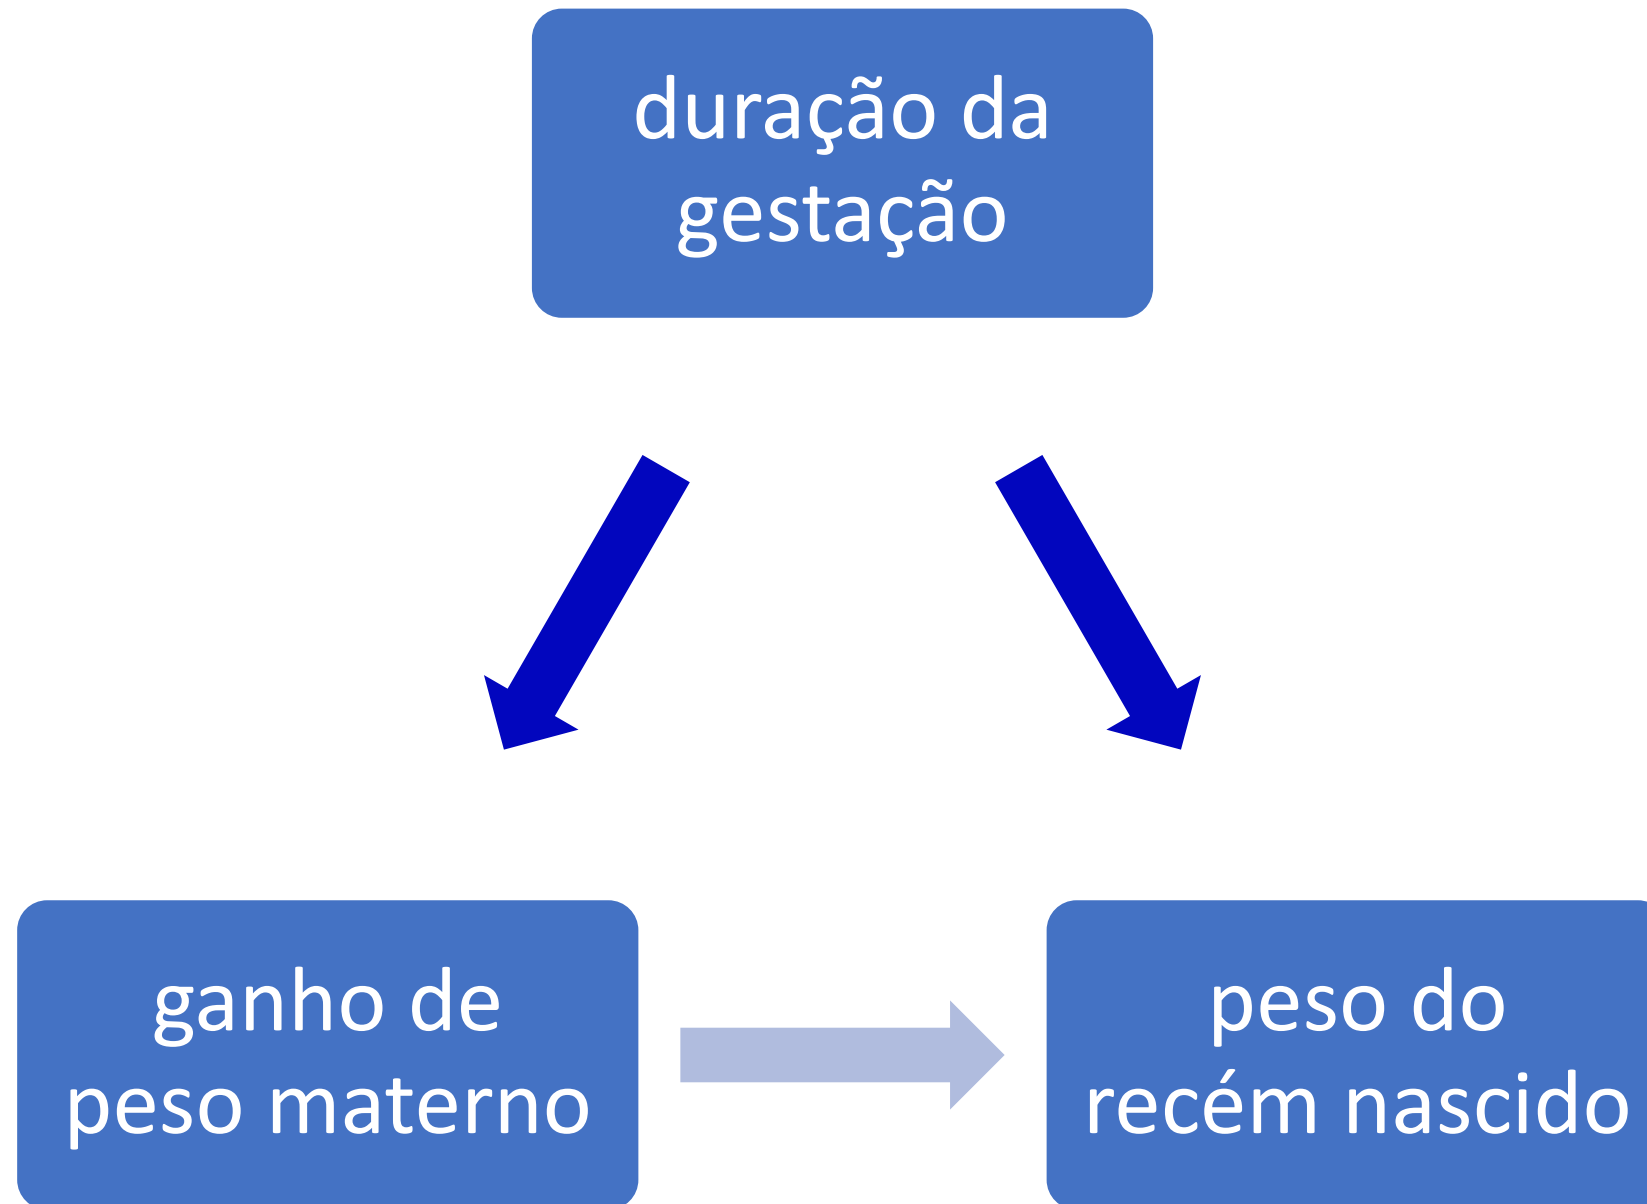 duração da
gestação
ganho de
peso materno
peso do
recém nascido